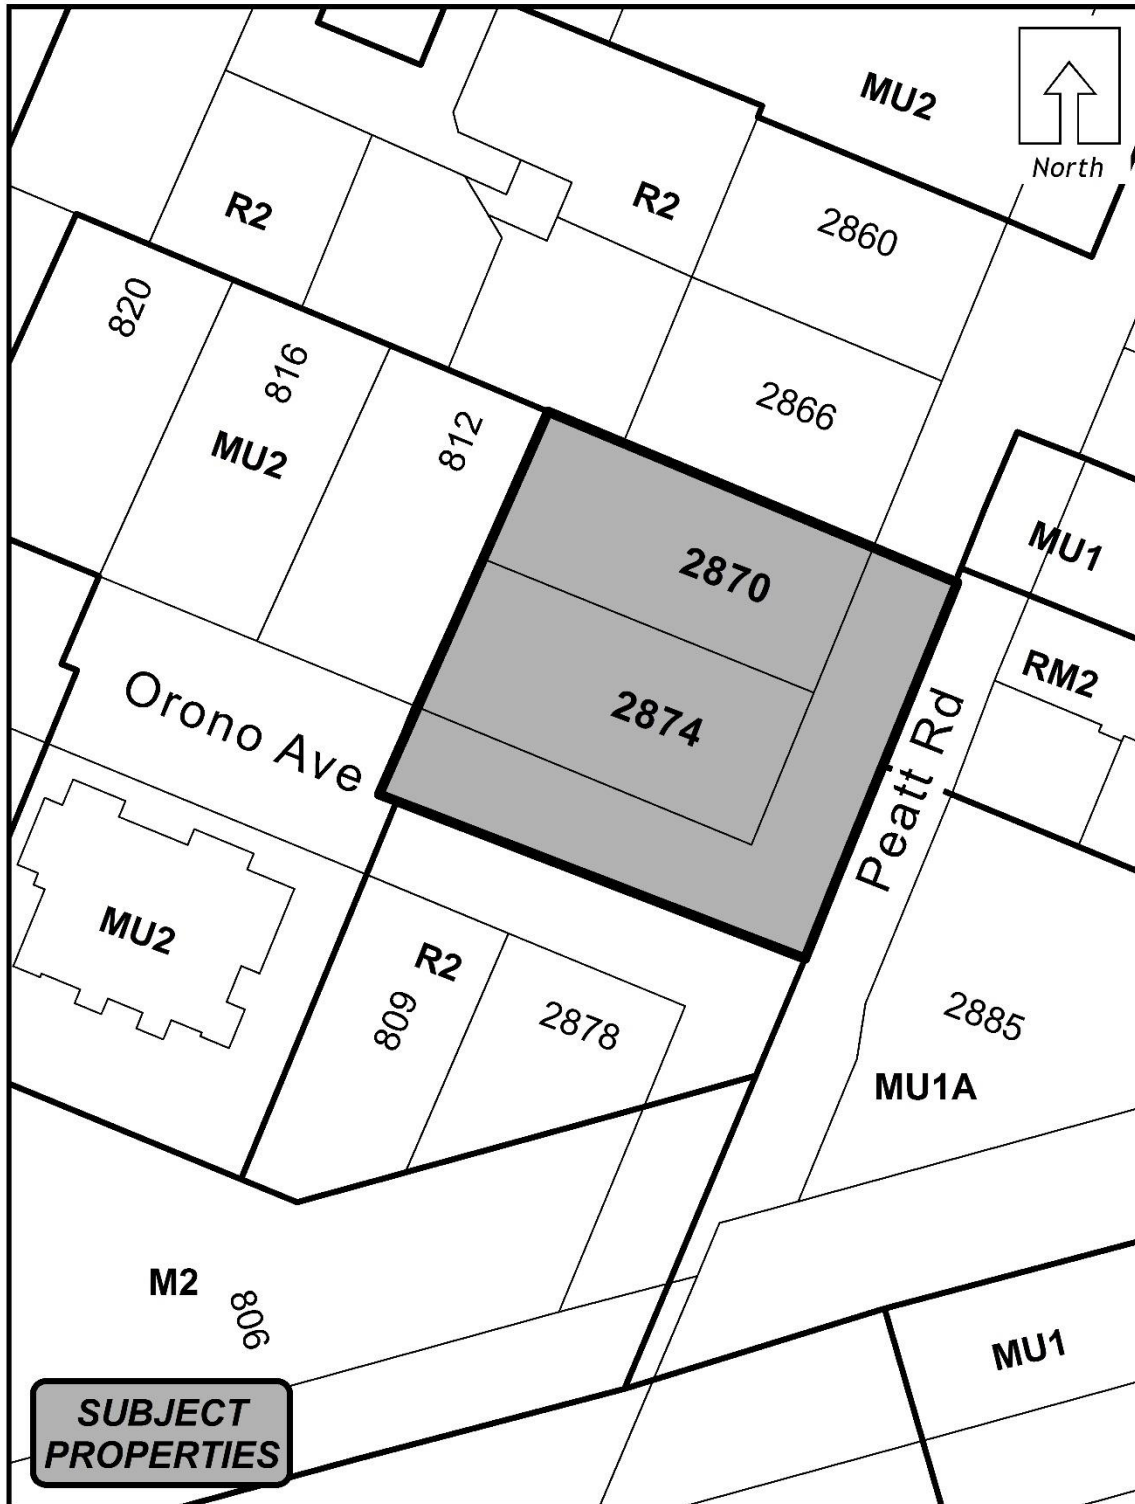 MU2
North
R2
R2
2860
820
816
2866
812
MU2
MU1
2870
RM2
2874
Orono Ave
Peatt Rd
MU2
R2
809
2878
2885
MU1A
M2
806
MU1
SUBJECT
PROPERTIES